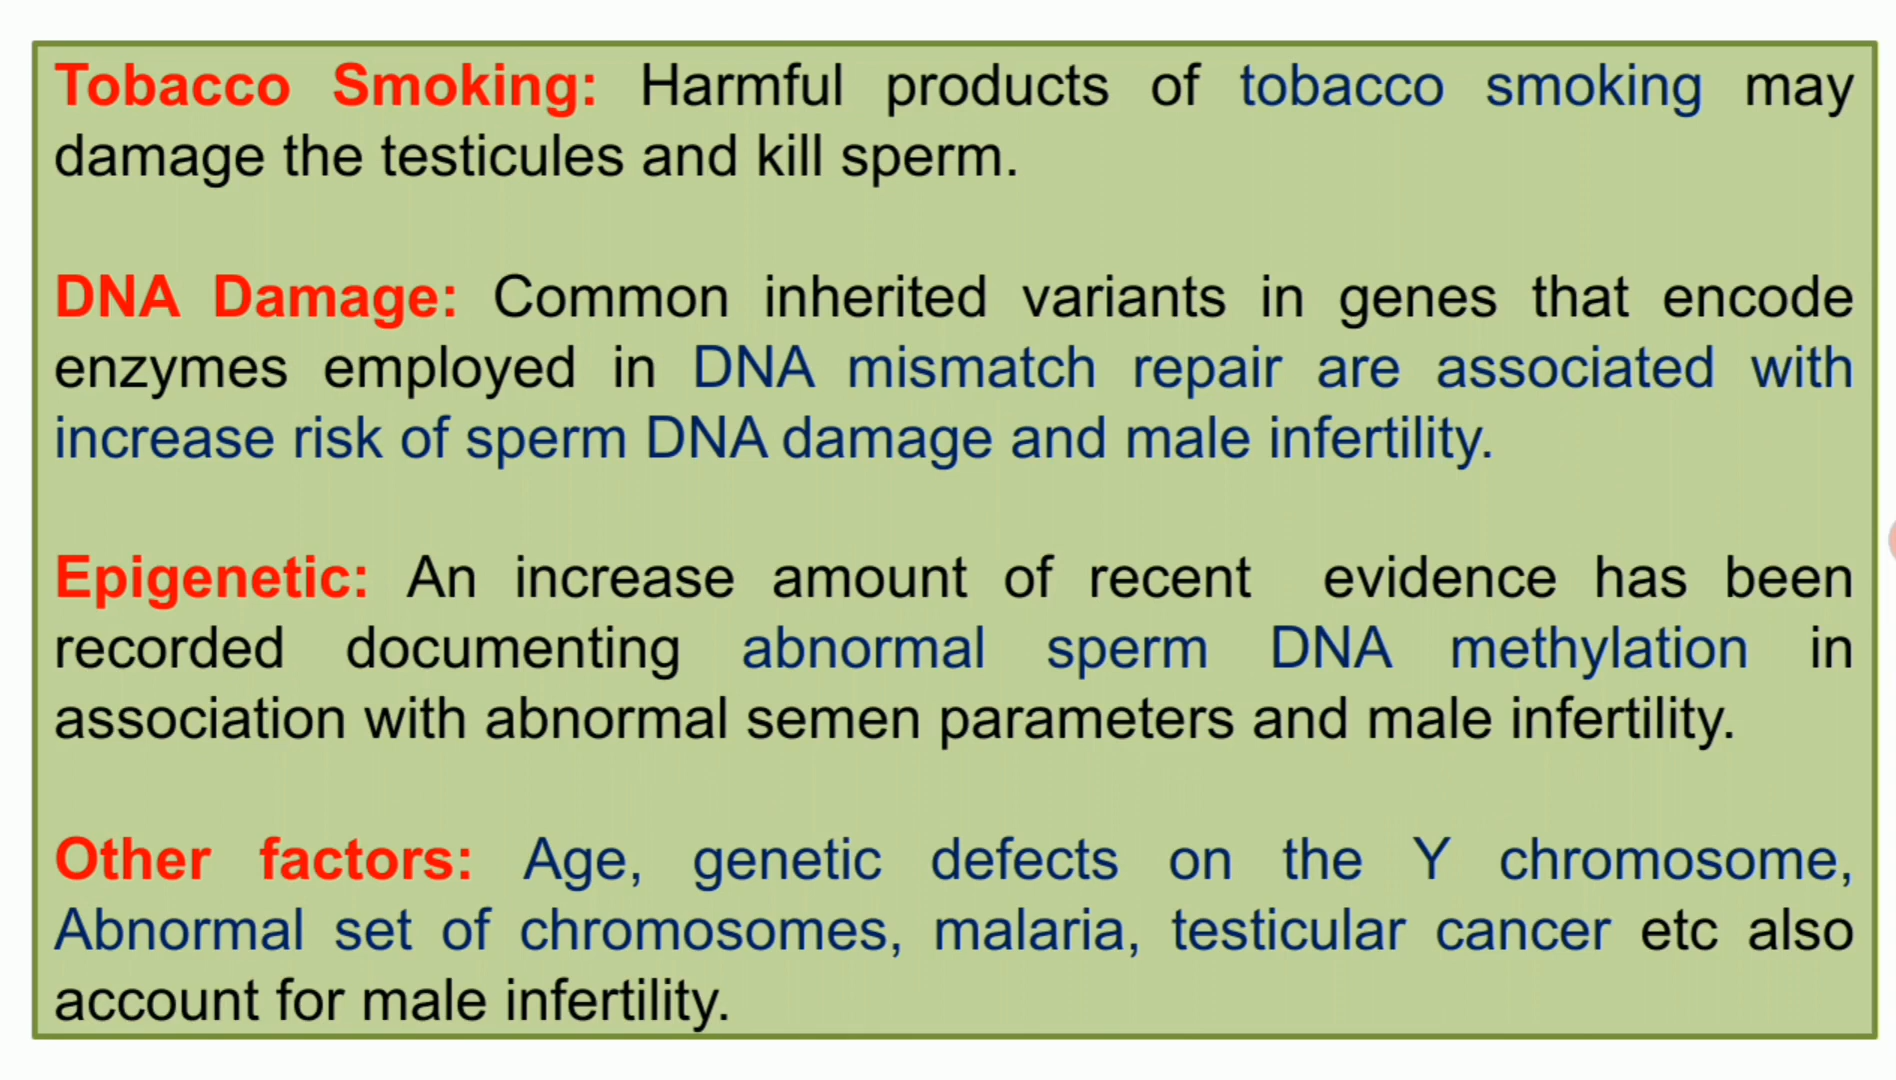 Tobacco Smoking: Harmful products of tobacco smoking may
damage the testicules and kill sperm.
DNA Damage: Common inherited variants in genes that encode
enzymes employed in DNA mismatch repair are associated with
increase risk of sperm DNA damage and male infertility.
Epigenetic: An increase amount of recent evidence has been
recorded documenting abnormal sperm DNA methylation in
association with abnormal semen parameters and male infertility.
Other factors: Age, genetic defects on the Y chromosome,
Abnormal set of chromosomes, malaria, testicular cancer etc also
account for male infertility.